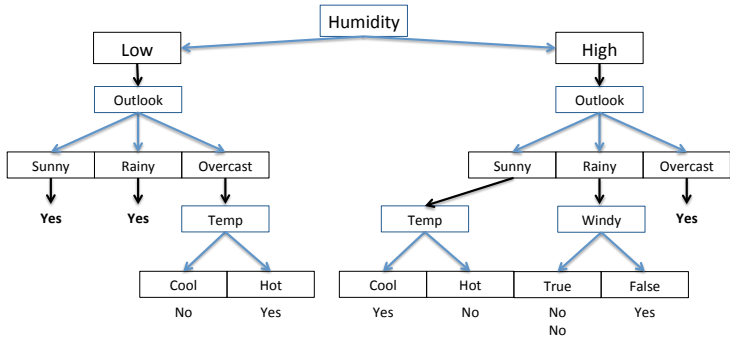 Humidity
Low High
Outlook Outlook
Sunny Rainy Overcast Sunny Rainy Overcast
Yes Yes Temp Temp Windy Yes
Cool Hot Cool Hot True False
No Yes Yes No No Yes
No